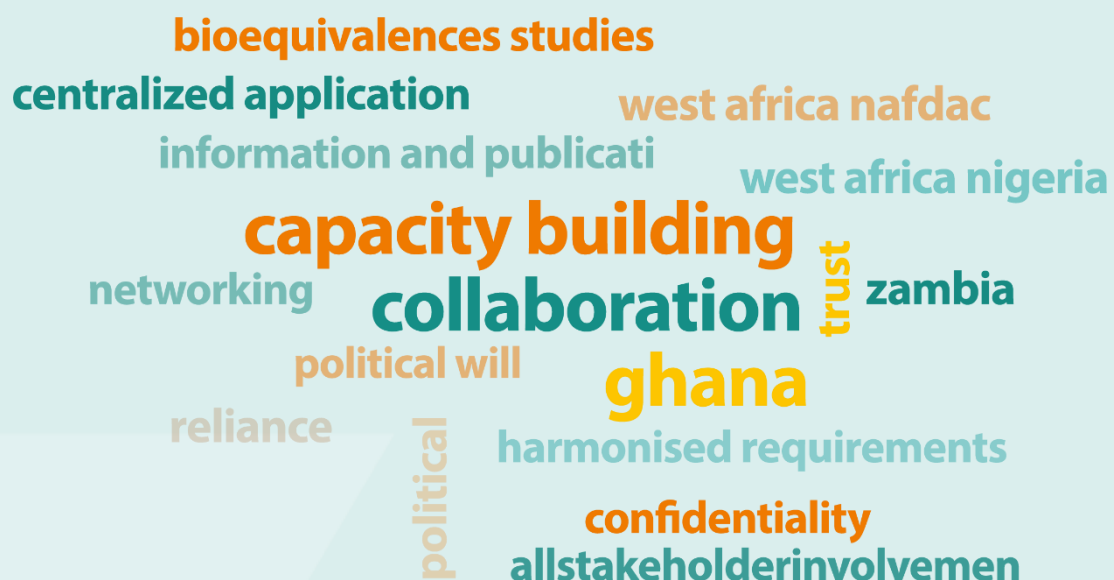 bioequivalences studies
centralized application
west africa nafdac
information and publicati
west africa nigeria
capacity building
trust
networking
collaboration
zambia
political will
ghana
reliance
political
harmonised requirements
confidentiality
allstakeholderinvolvemen